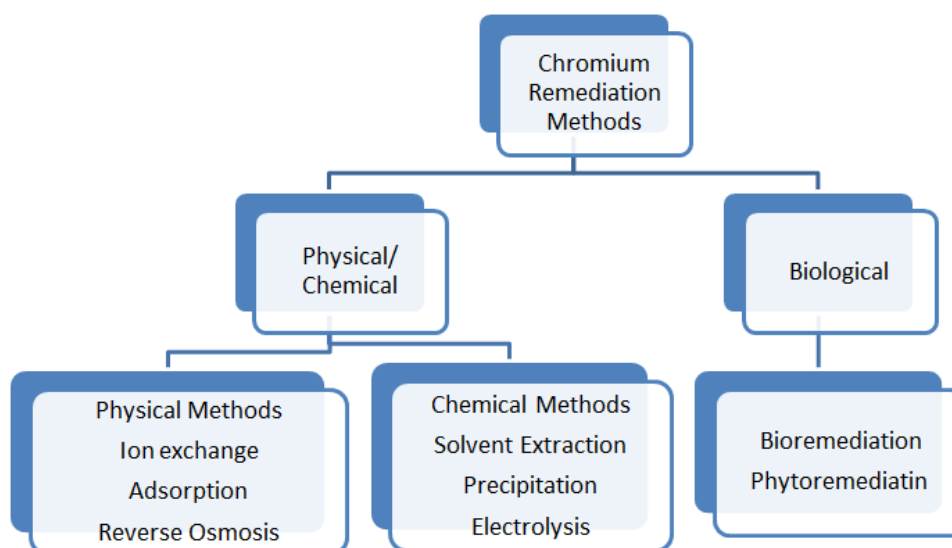 Chromium
Remediation
Methods
Physical/
Chemical
Biological
Physical Methods
Ion exchange
Adsorption
Reverse Osmosis
Chemical Methods
Solvent Extraction
Precipitation
Electrolysis
Bioremediation
Phytoremediatin